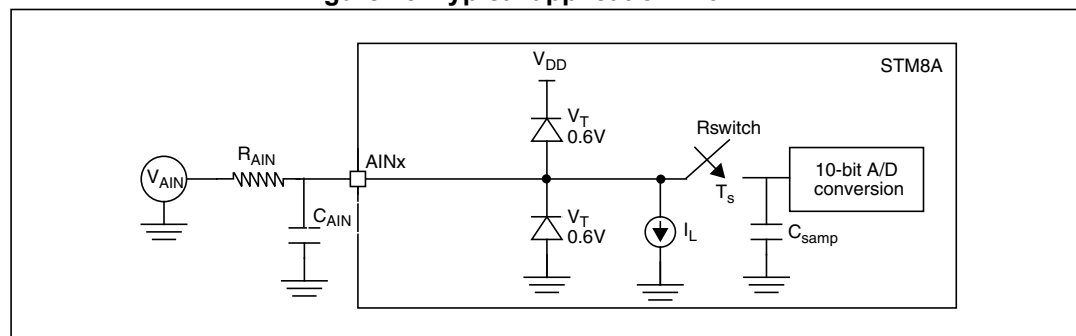 V_DD
STM8A
V_T
0.6V
Rswitch
R_AIN
AINx
V_AIN
10-bit A/D
conversion
T_s
C_AIN
V_T
0.6V
I_L
C_samp